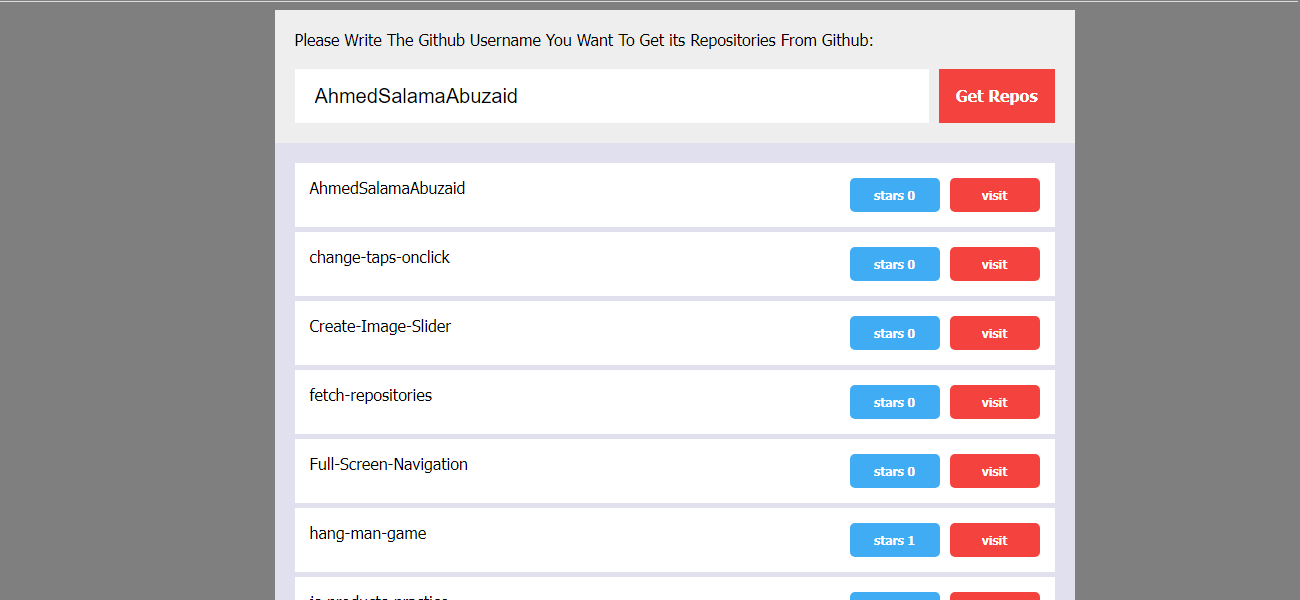 Please Write The Github Username You Want To Get its Repositories From Github:
AhmedSalamaAbuzaid Get Repos
AhmedSalamaAbuzaid stars 0 visit
change-taps-onclick stars 0 visit
Create-Image-Slider stars 0 visit
fetch-repositories stars 0 visit
Full-Screen-Navigation stars 0 visit
hang-man-game stars 1 visit